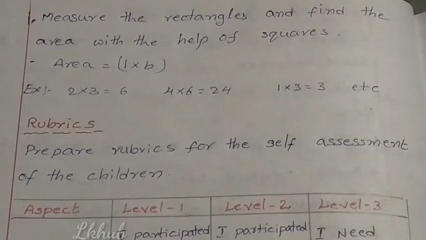 1. Measure the rectangles and find the
area with the help of squares.
- Area = (l × b)
Ex:- 2×3 = 6 4×6 = 24 1×3 = 3 etc
Rubrics
Prepare rubrics for the self assessment
of the children.
Aspect Level-1 Level-2 Level-3
I participated I participated I Need